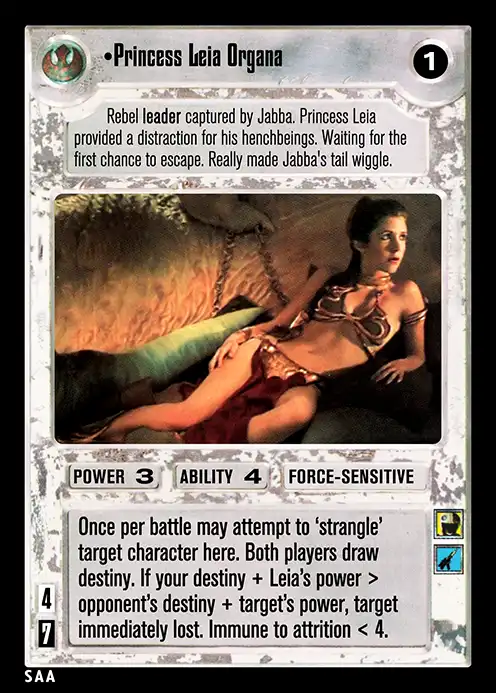 •Princess Leia Organa
1
Rebel leader captured by Jabba. Princess Leia
provided a distraction for his henchbeings. Waiting for the
first chance to escape. Really made Jabba's tail wiggle.
POWER 3 ABILITY 4 FORCE-SENSITIVE
Once per battle may attempt to ‘strangle’
target character here. Both players draw
destiny. If your destiny + Leia's power >
opponent's destiny + target's power, target
immediately lost. Immune to attrition < 4.
4
7
SAA